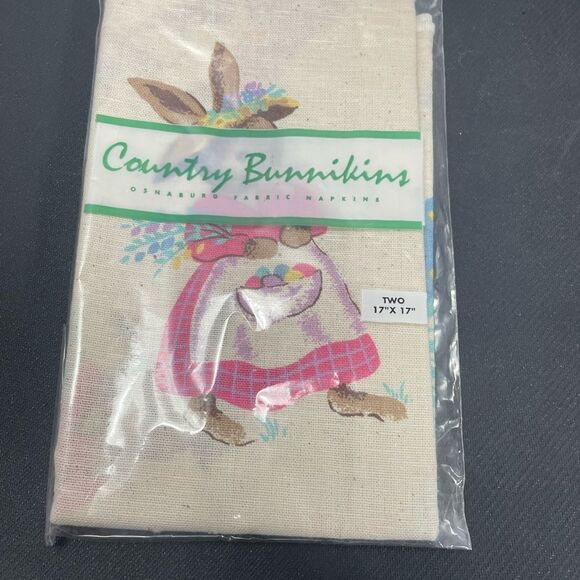 Country Bunnikins
OSNABURG FABRIC NAPKINS
TWO
17"X 17"